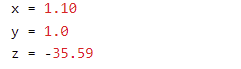 x = 1.10
y = 1.0
z = -35.59